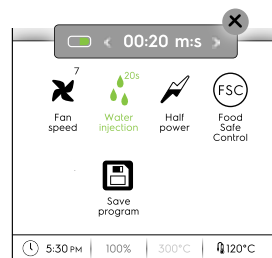 00:20 m:s
7
20s
FSC
Fan
speed
Water
injection
Half
power
Food
Safe
Control
Save
program
5:30 PM
100%
300°C
120°C